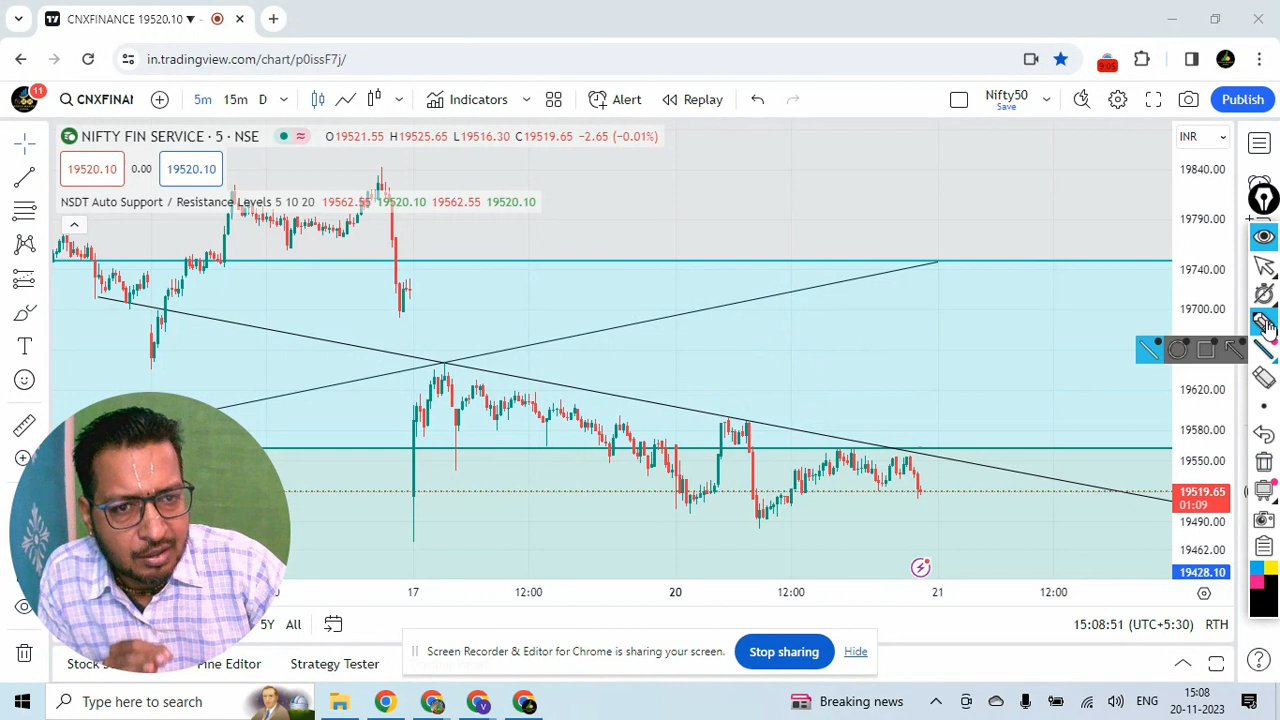 CNXFINANCE 19520.10 ▼
in.tradingview.com/chart/p0issF7j/
9:05
11
CNXFINAN
5m 15m D
Indicators
Alert
Replay
Nifty50
Save
Publish
NIFTY FIN SERVICE · 5 · NSE
O19521.55 H19525.65 L19516.30 C19519.65 −2.65 (−0.01%)
INR
19520.10 0.00 19520.10
NSDT Auto Support / Resistance Levels 5 10 20 19562.55 19520.10 19562.55 19520.10
19840.00
19790.00
19740.00
19700.00
19620.00
19580.00
19550.00
19519.65
01:09
19490.00
19462.00
19428.10
17 12:00 20 12:00 21 12:00
5Y All
15:08:51 (UTC+5:30) RTH
Screen Recorder & Editor for Chrome is sharing your screen.
Stop sharing
Hide
Pine Editor Strategy Tester
Type here to search
Breaking news
ENG
15:08
20-11-2023